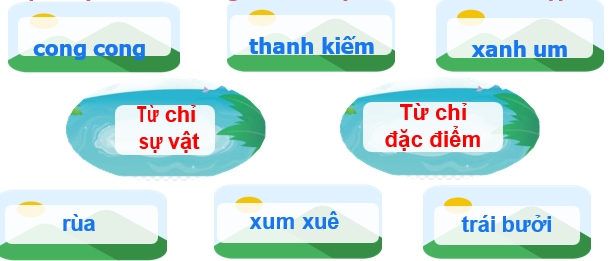 cong cong
thanh kiếm
xanh um
Từ chỉ
sự vật
Từ chỉ
đặc điểm
rùa
xum xuê
trái bưởi